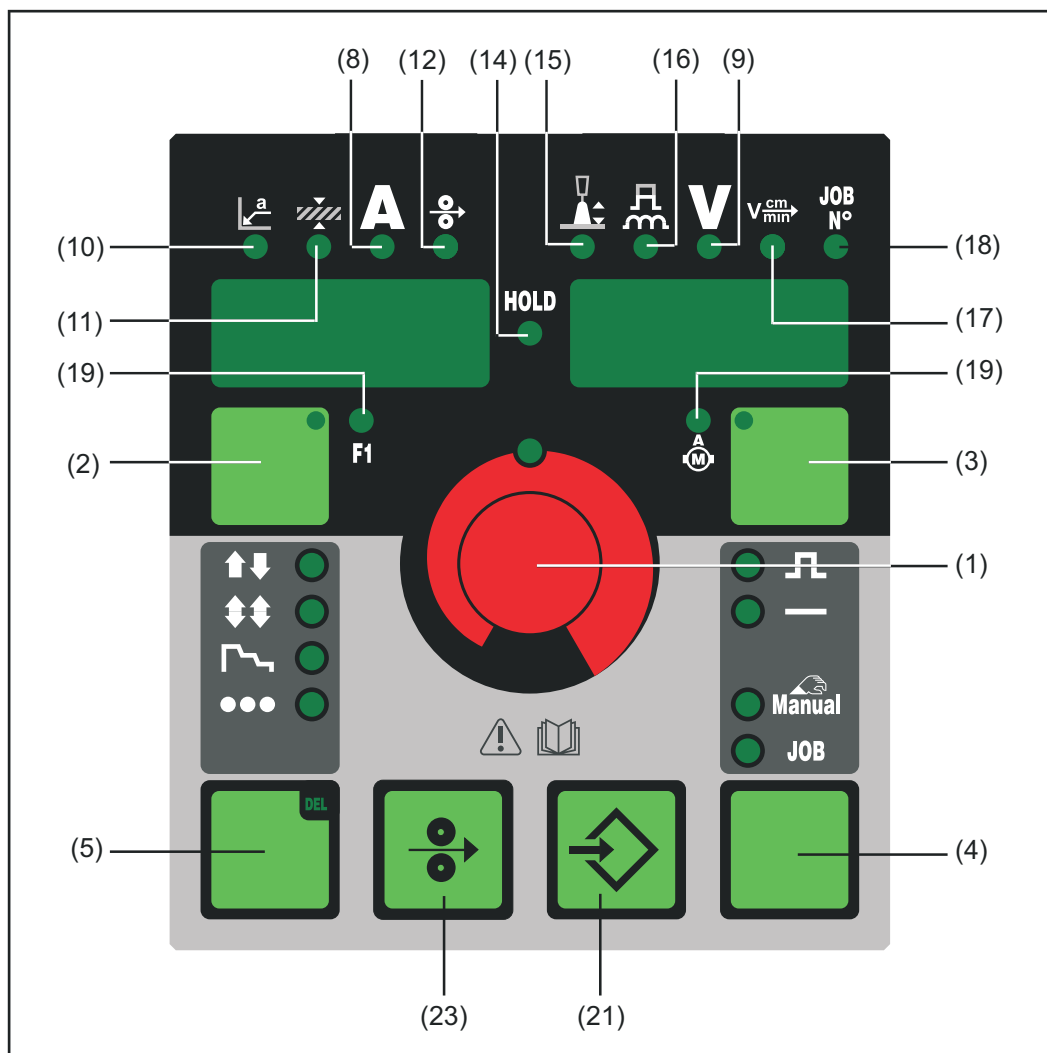 (8) (12) (14) (15) (16) (9)
a A V V cm/min JOB N°
(10) (18)
HOLD
(11) (17)
(19) (19)
F1 A M
(2) (3)
(1)
Manual
JOB
DEL
(5) (4)
(23) (21)